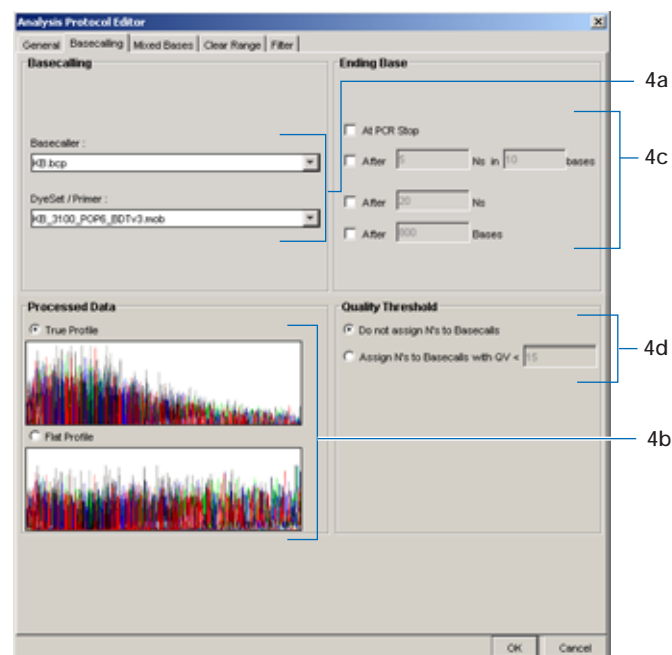 Analysis Protocol Editor
General Basecalling Mixed Bases Clear Range Filter
Basecalling
Basecaller :
KB.bcp
DyeSet / Primer :
KB_3100_POP6_BDTv3.mob
Ending Base
At PCR Stop
After 5 Ns in 10 bases
After 20 Ns
After 800 Bases
4a
4c
Processed Data
True Profile
Flat Profile
Quality Threshold
Do not assign N's to Basecalls
Assign N's to Basecalls with QV < 15
4d
4b
OK Cancel